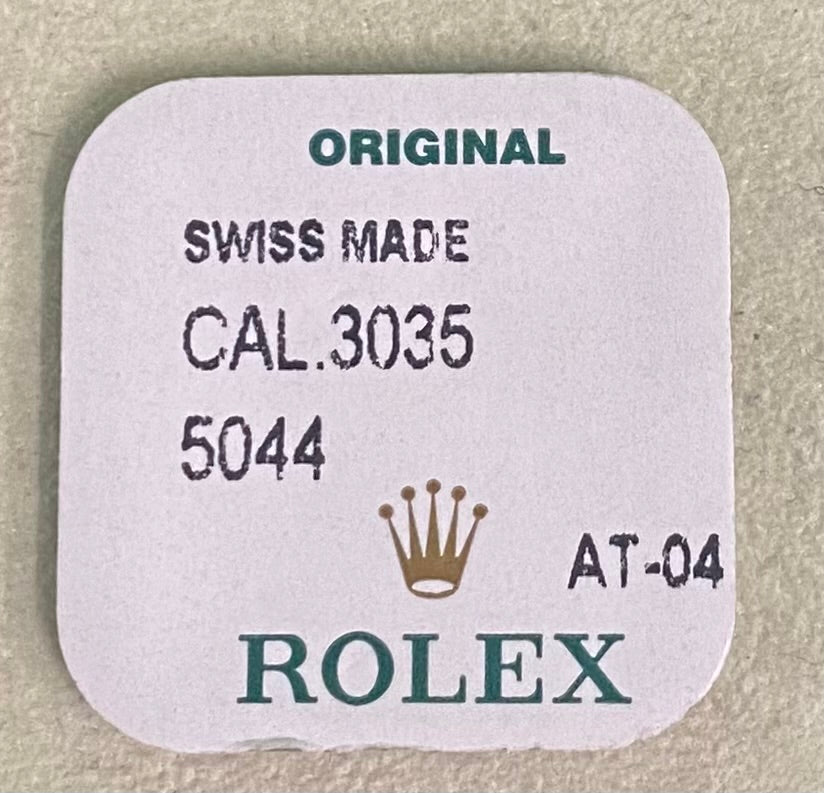 ORIGINAL
SWISS MADE
CAL.3035
5044
AT-04
ROLEX